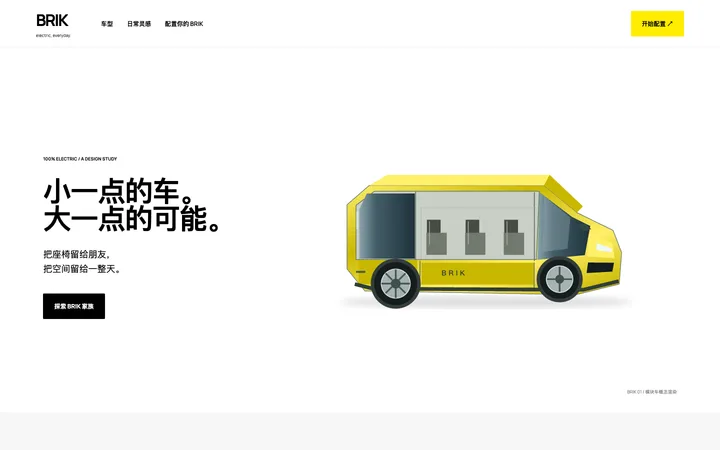 BRIK
electric, everyday.
车型
日常灵感
配置你的 BRIK
开始配置 ↗
100% ELECTRIC / A DESIGN STUDY
小一点的车。
大一点的可能。
把座椅留给朋友，
把空间留给一整天。
探索 BRIK 家族
BRIK
BRIK 01 /